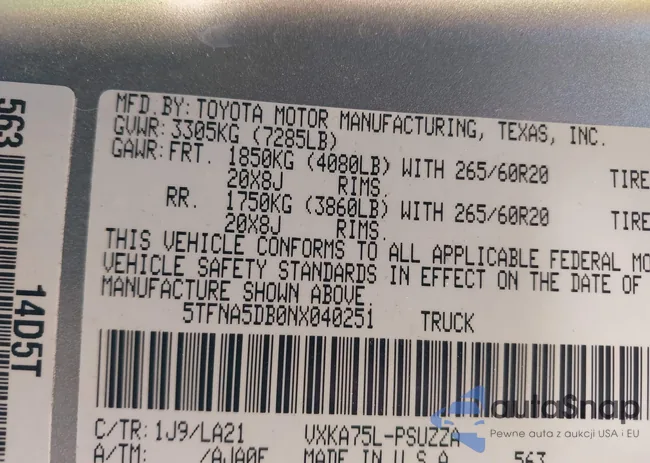 MFD. BY: TOYOTA MOTOR MANUFACTURING, TEXAS, INC.
GVWR: 3305KG (7285LB)
GAWR: FRT. 1850KG (4080LB) WITH 265/60R20 TIRE
20X8J RIMS.
RR. 1750KG (3860LB) WITH 265/60R20 TIRE
20X8J RIMS.
THIS VEHICLE CONFORMS TO ALL APPLICABLE FEDERAL MO
VEHICLE SAFETY STANDARDS IN EFFECT ON THE DATE OF
MANUFACTURE SHOWN ABOVE.
5TFNA5DB0NX040251 TRUCK
C/TR: 1J9/LA21 VXKA75L-PSUZZA
A/TM: /AJA0F MADE IN U.S.A. 563
563
14D5T
autoSnap
Pewne auta z aukcji USA i EU